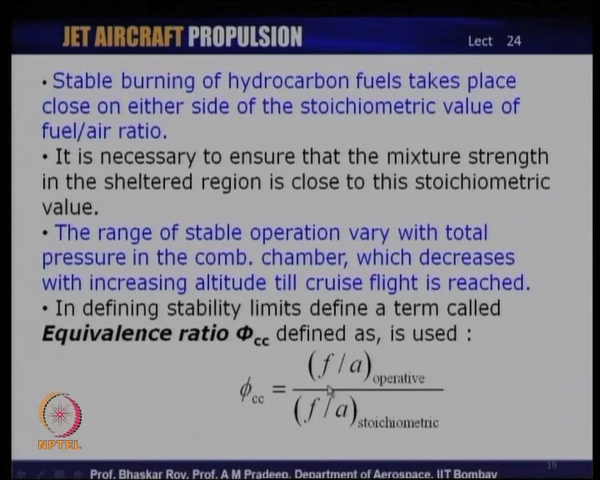 JET AIRCRAFT PROPULSION
Lect 24
• Stable burning of hydrocarbon fuels takes place
close on either side of the stoichiometric value of
fuel/air ratio.
• It is necessary to ensure that the mixture strength
in the sheltered region is close to this stoichiometric
value.
• The range of stable operation vary with total
pressure in the comb. chamber, which decreases
with increasing altitude till cruise flight is reached.
• In defining stability limits define a term called
Equivalence ratio Φcc defined as, is used :
ϕcc = (f/a)operative / (f/a)stoichiometric
NPTEL
19
Prof. Bhaskar Roy, Prof. A M Pradeep, Department of Aerospace, IIT Bombay